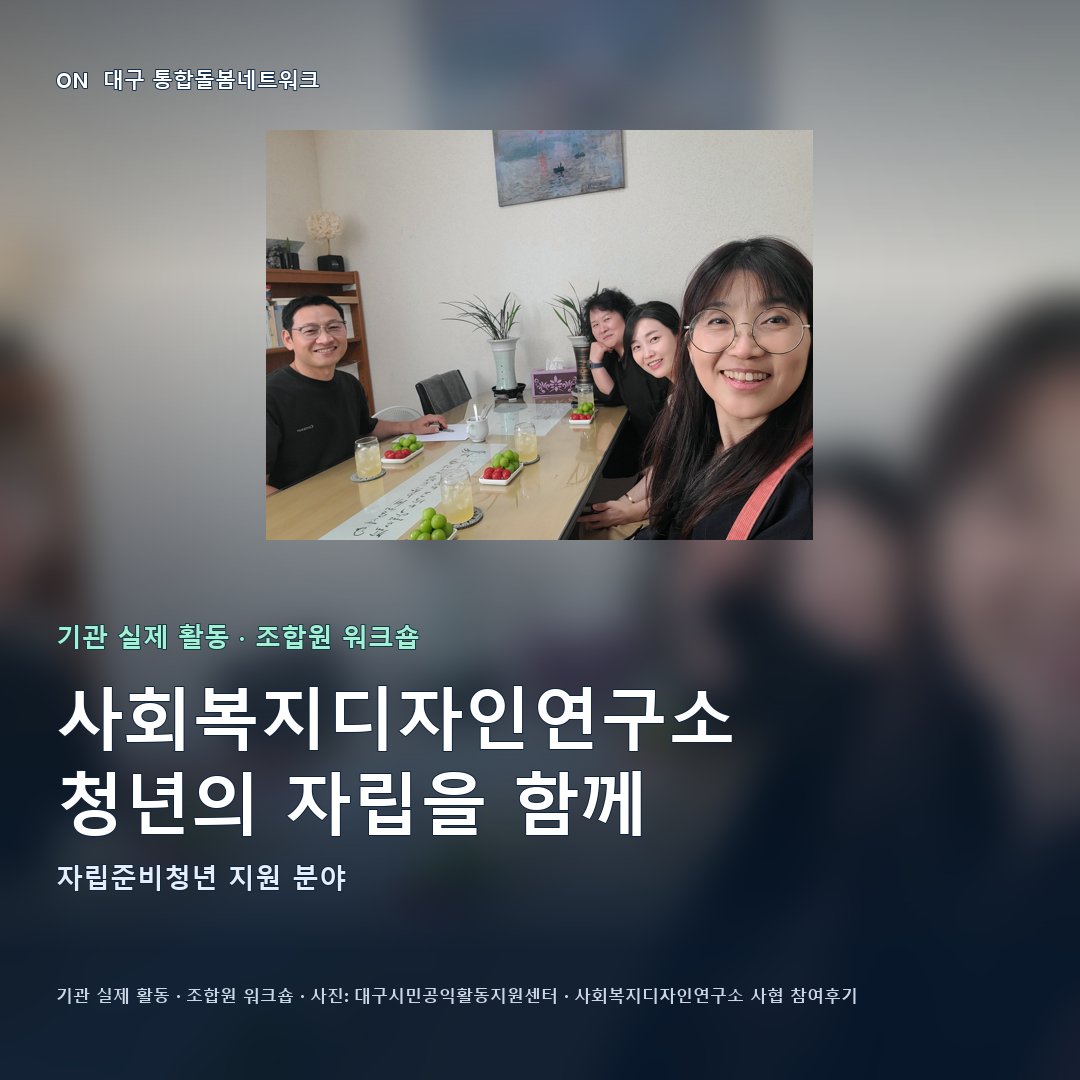 ON 대구 통합돌봄네트워크
기관 실제 활동 · 조합원 워크숍
사회복지디자인연구소
청년의 자립을 함께
자립준비청년 지원 분야
기관 실제 활동 · 조합원 워크숍 · 사진: 대구시민공익활동지원센터 · 사회복지디자인연구소 사협 참여후기